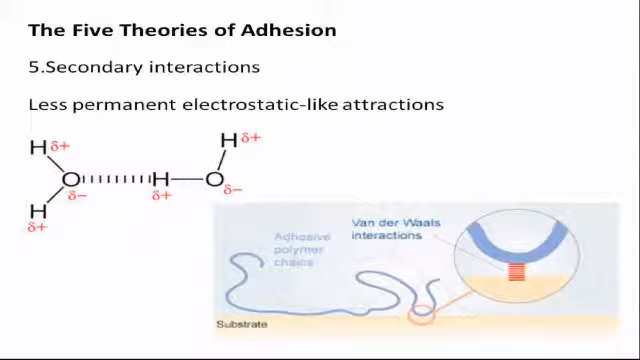 The Five Theories of Adhesion
5.Secondary interactions
Less permanent electrostatic-like attractions
H δ+
H δ+
O
H
O
δ−
δ+
δ−
H
δ+
Van der Waals
interactions
Adhesive
polymer
chains
Substrate